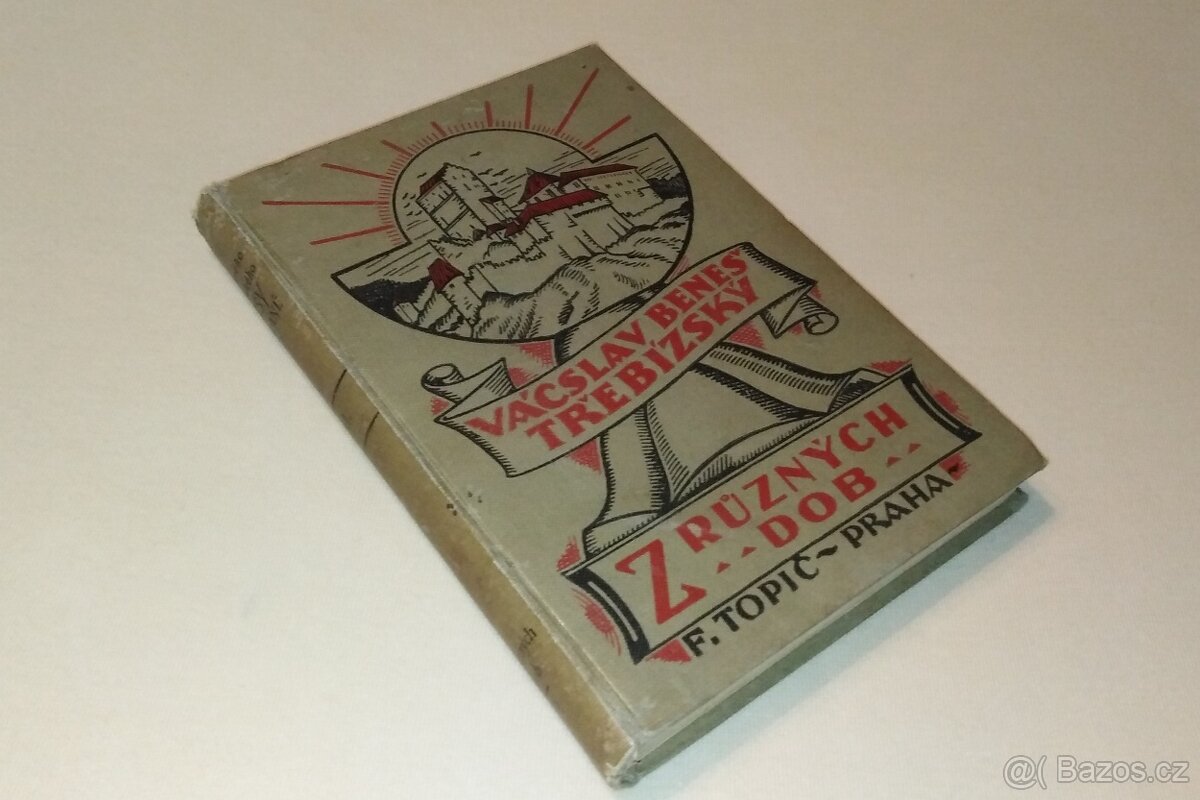 VÁCSLAV BENEŠ
TŘEBÍZSKÝ
Z RŮZNÝCH
DOB
F. TOPIČ ~ PRAHA
@( Bazos.cz